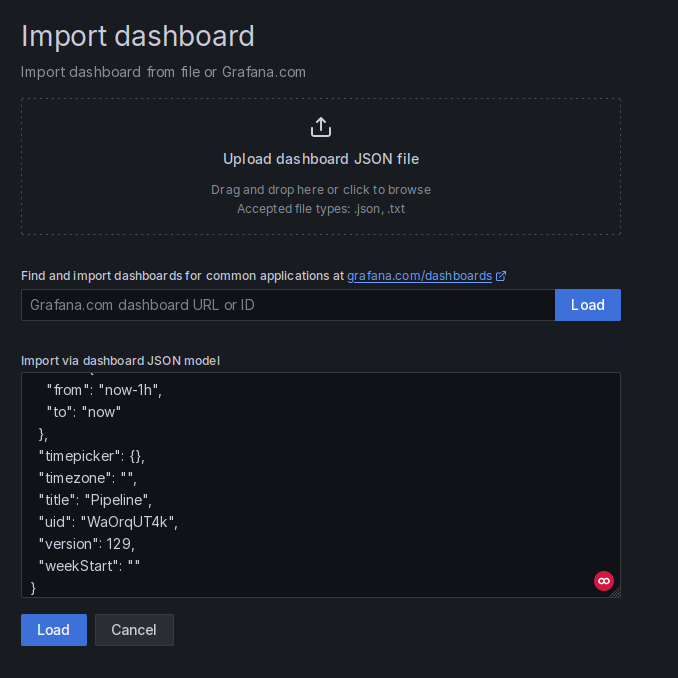 Import dashboard
Import dashboard from file or Grafana.com
Upload dashboard JSON file
Drag and drop here or click to browse
Accepted file types: .json, .txt
Find and import dashboards for common applications at grafana.com/dashboards
Grafana.com dashboard URL or ID
Load
Import via dashboard JSON model
"from": "now-1h",
"to": "now"
},
"timepicker": {},
"timezone": "",
"title": "Pipeline",
"uid": "WaOrqUT4k",
"version": 129,
"weekStart": ""
}
Load
Cancel